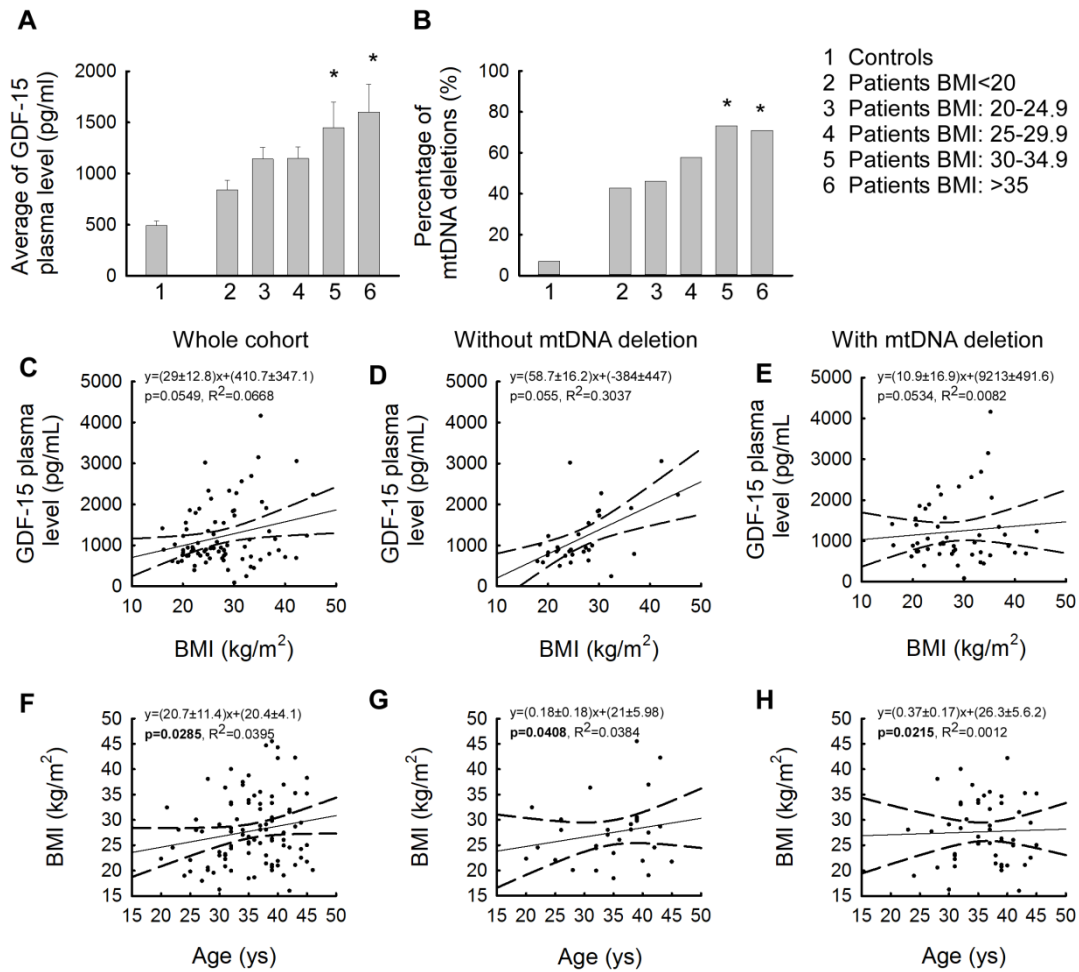 A
Average of GDF-15
plasma level (pg/ml)
2000
1500
1000
500
0
* *
1 2 3 4 5 6
B
Percentage of
mtDNA deletions (%)
100
80
60
40
20
0
* *
1 2 3 4 5 6
1 Controls
2 Patients BMI<20
3 Patients BMI: 20-24.9
4 Patients BMI: 25-29.9
5 Patients BMI: 30-34.9
6 Patients BMI: >35
Whole cohort
C
y=(29±12.8)x+(410.7±347.1)
p=0.0549, R²=0.0668
GDF-15 plasma
level (pg/mL)
5000
4000
3000
2000
1000
0
10 20 30 40 50
BMI (kg/m²)
Without mtDNA deletion
D
y=(58.7±16.2)x+(-384±447)
p=0.055, R²=0.3037
GDF-15 plasma
level (pg/mL)
5000
4000
3000
2000
1000
0
10 20 30 40 50
BMI (kg/m²)
With mtDNA deletion
E
y=(10.9±16.9)x+(9213±491.6)
p=0.0534, R²=0.0082
GDF-15 plasma
level (pg/mL
5000
4000
3000
2000
1000
0
10 20 30 40 50
BMI (kg/m²)
F
y=(20.7±11.4)x+(20.4±4.1)
p=0.0285, R²=0.0395
BMI (kg/m²)
50
45
40
35
30
25
20
15
15 20 25 30 35 40 45 50
Age (ys)
G
y=(0.18±0.18)x+(21±5.98)
p=0.0408, R²=0.0384
BMI (kg/m²)
50
45
40
35
30
25
20
15
15 20 25 30 35 40 45 50
Age (ys)
H
y=(0.37±0.17)x+(26.3±5.6.2)
p=0.0215, R²=0.0012
BMI (kg/m²)
50
45
40
35
30
25
20
15
15 20 25 30 35 40 45 50
Age (ys)